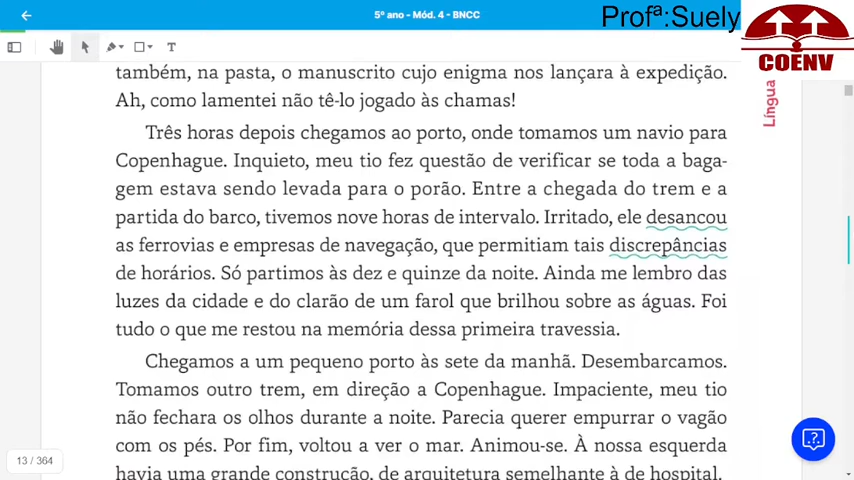 5º ano - Mód. 4 - BNCC
Profª:Suely
COENV
T
Língua
também, na pasta, o manuscrito cujo enigma nos lançara à expedição.
Ah, como lamentei não tê-lo jogado às chamas!
Três horas depois chegamos ao porto, onde tomamos um navio para
Copenhague. Inquieto, meu tio fez questão de verificar se toda a baga-
gem estava sendo levada para o porão. Entre a chegada do trem e a
partida do barco, tivemos nove horas de intervalo. Irritado, ele desancou
as ferrovias e empresas de navegação, que permitiam tais discrepâncias
de horários. Só partimos às dez e quinze da noite. Ainda me lembro das
luzes da cidade e do clarão de um farol que brilhou sobre as águas. Foi
tudo o que me restou na memória dessa primeira travessia.
Chegamos a um pequeno porto às sete da manhã. Desembarcamos.
Tomamos outro trem, em direção a Copenhague. Impaciente, meu tio
não fechara os olhos durante a noite. Parecia querer empurrar o vagão
com os pés. Por fim, voltou a ver o mar. Animou-se. À nossa esquerda
havia uma grande construção, de arquitetura semelhante à de hospital.
13 / 364